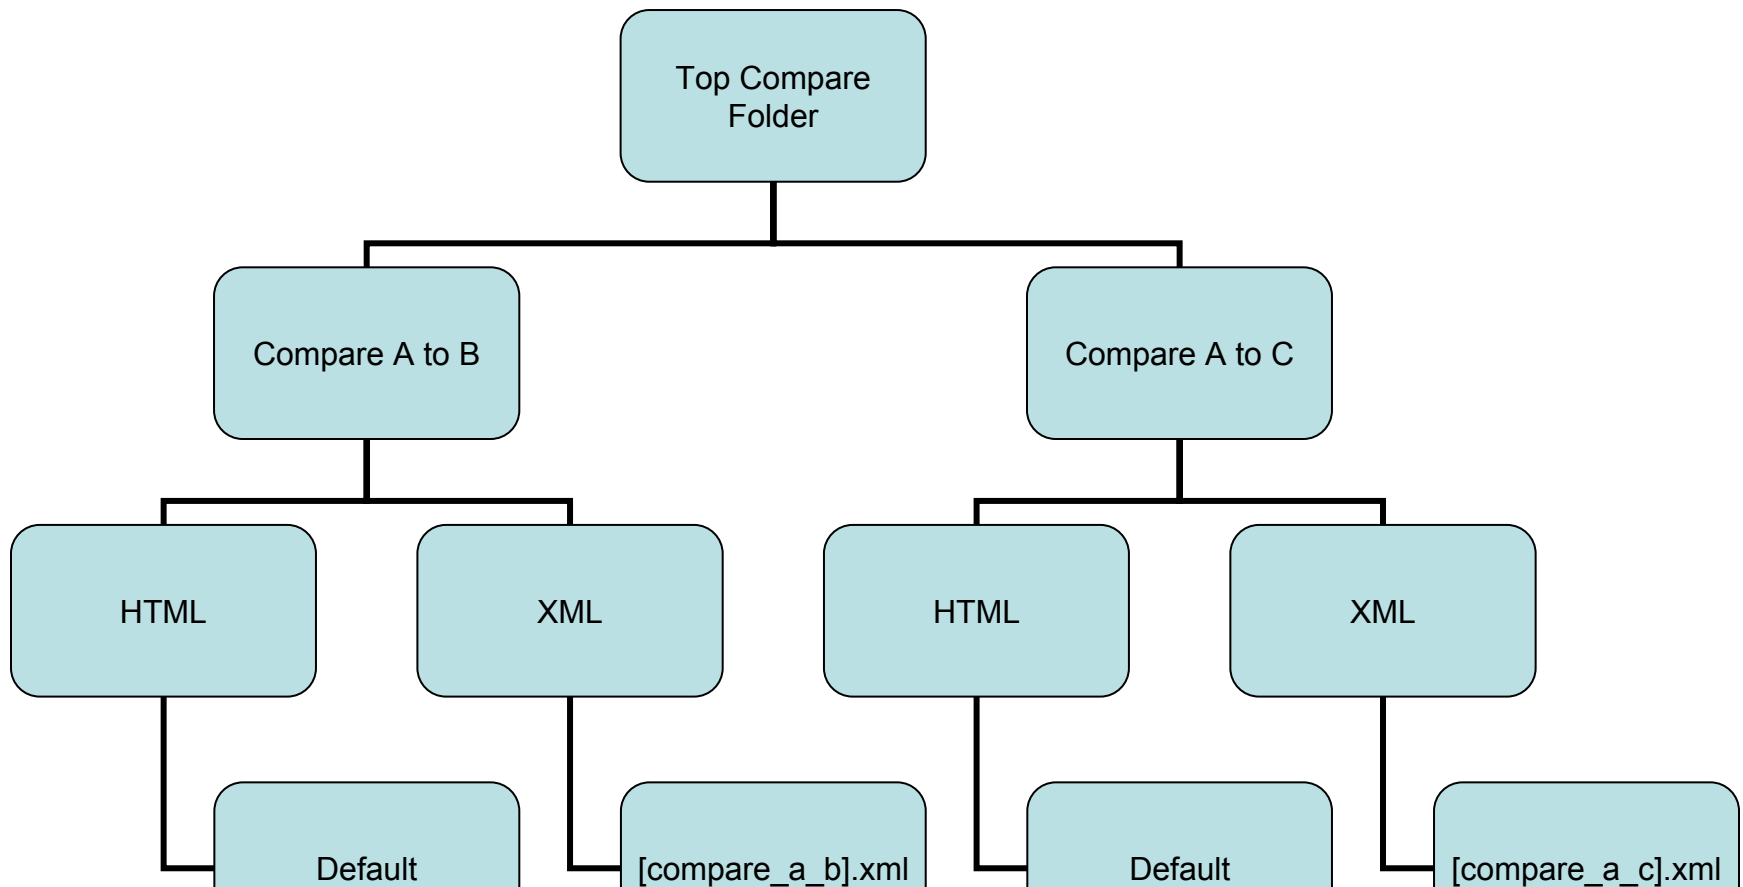 Top Compare
Folder
Compare A to B
Compare A to C
HTML
XML
HTML
XML
Default
[compare_a_b].xml
Default
[compare_a_c].xml